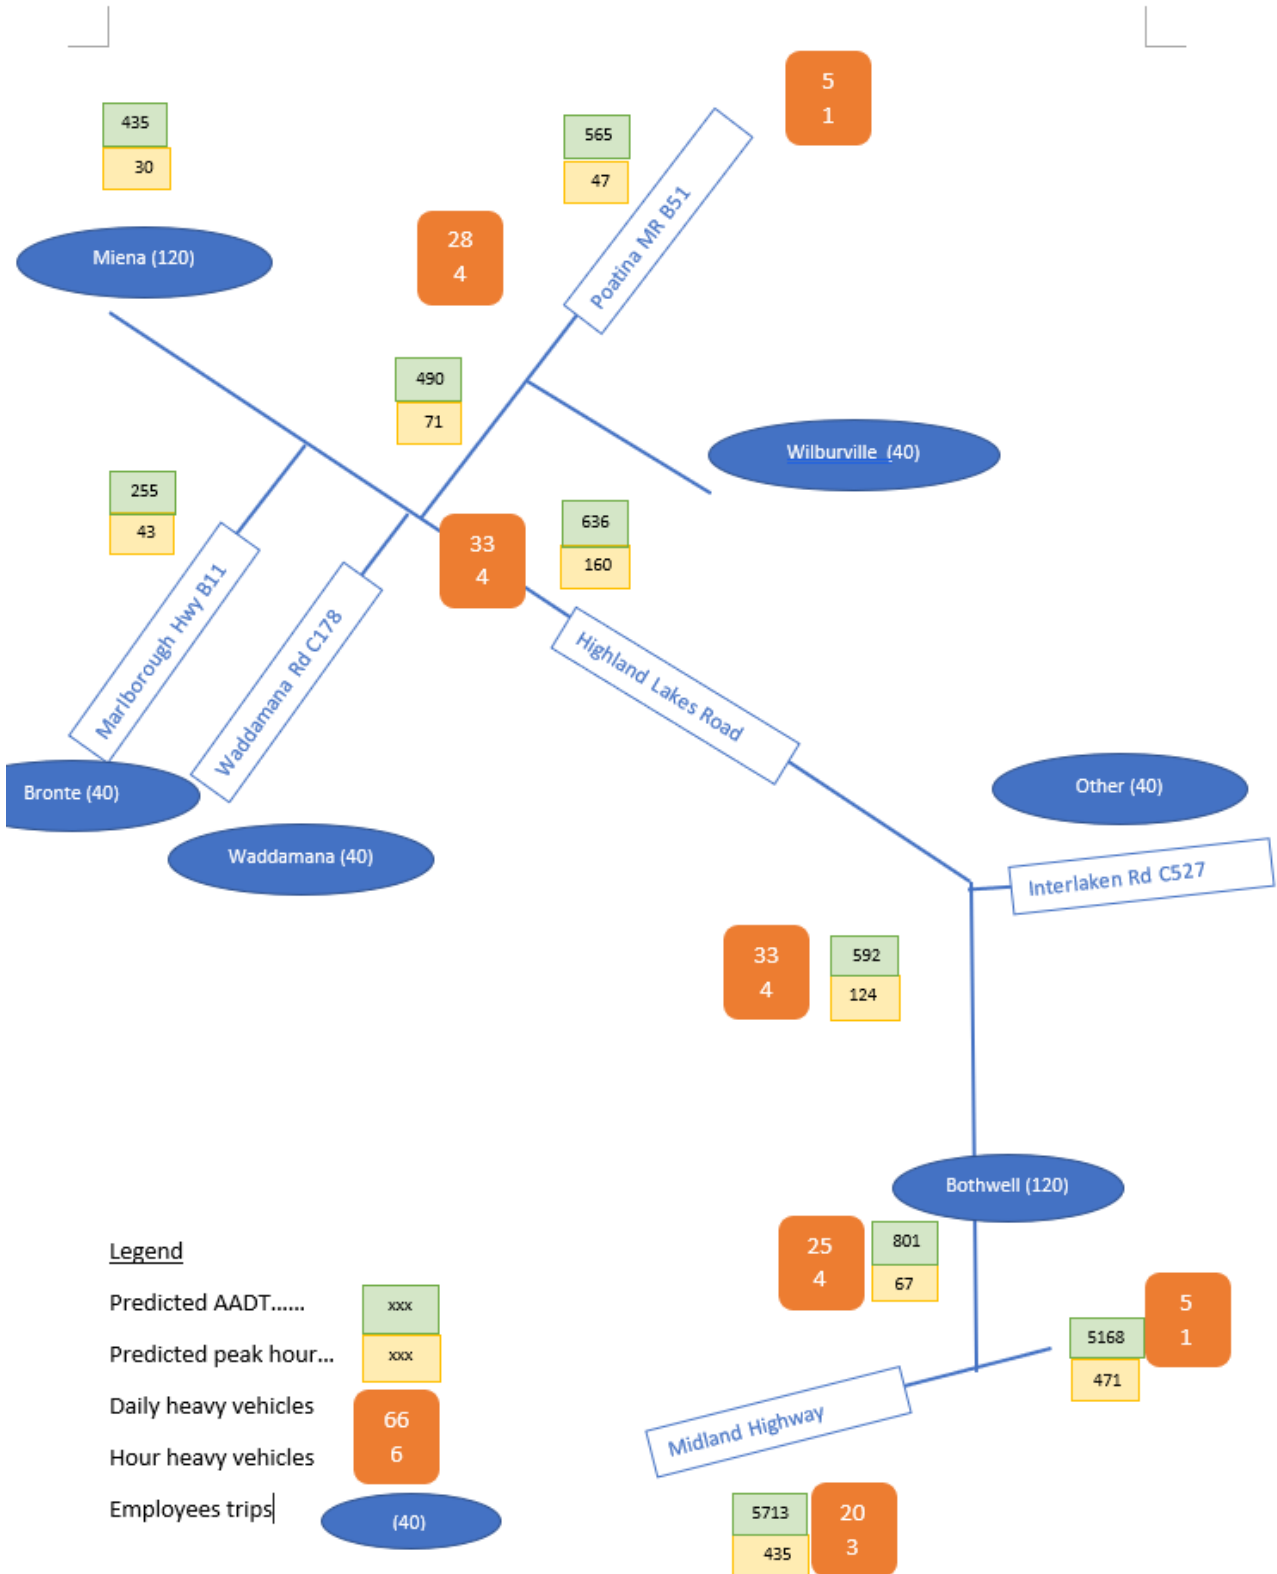 5
1
435
30
565
47
Poatina MR B51
28
4
Miena (120)
490
71
Wilburville (40)
255
43
636
160
33
4
Marlborough Hwy B11
Waddamana Rd C178
Highland Lakes Road
Bronte (40)
Waddamana (40)
Other (40)
Interlaken Rd C527
33
4
592
124
Bothwell (120)
25
4
801
67
5
1
5168
471
Midland Highway
5713
435
20
3
Legend
Predicted AADT......
xxx
Predicted peak hour...
xxx
Daily heavy vehicles
66
Hour heavy vehicles
6
Employees trips
(40)